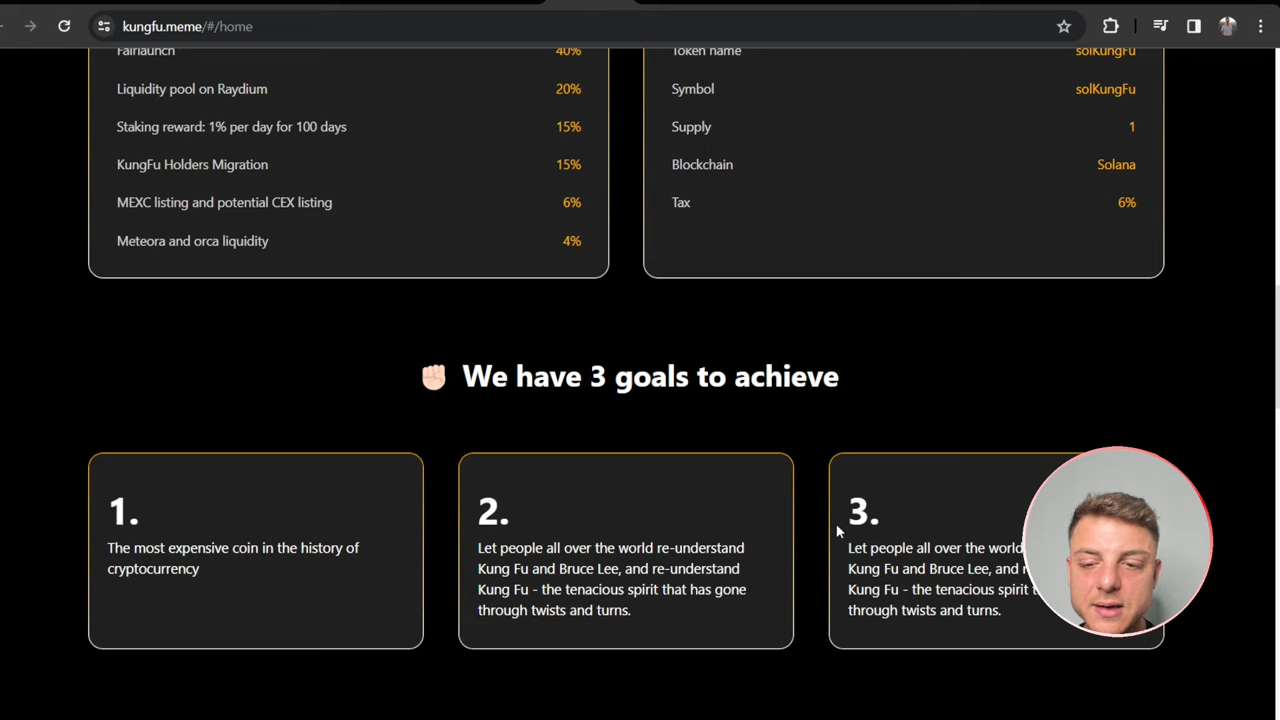 kungfu.meme/#/home
Fairlaunch 40%
Liquidity pool on Raydium 20%
Staking reward: 1% per day for 100 days 15%
KungFu Holders Migration 15%
MEXC listing and potential CEX listing 6%
Meteora and orca liquidity 4%
Token name solKungFu
Symbol solKungFu
Supply 1
Blockchain Solana
Tax 6%
We have 3 goals to achieve
1.
The most expensive coin in the history of
cryptocurrency
2.
Let people all over the world re-understand
Kung Fu and Bruce Lee, and re-understand
Kung Fu - the tenacious spirit that has gone
through twists and turns.
3.
Let people all over the world
Kung Fu and Bruce Lee, and
Kung Fu - the tenacious spirit
through twists and turns.